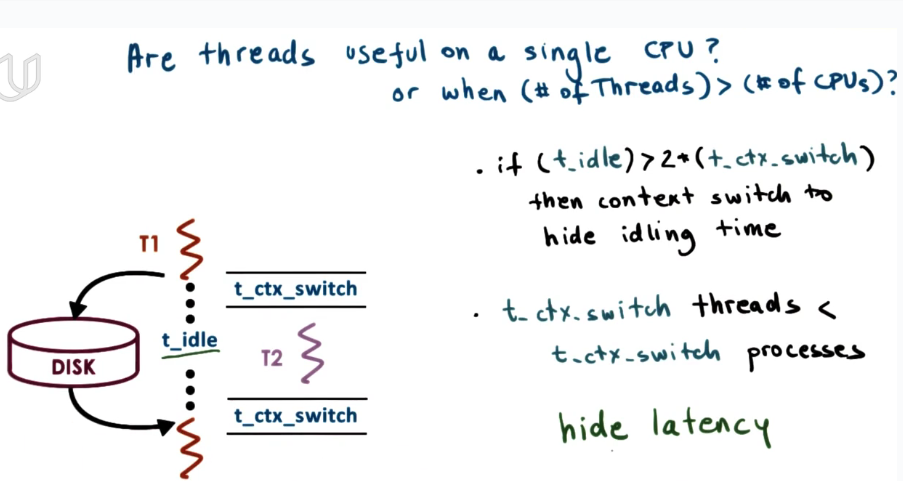 Are threads useful on a single CPU?
or when (# of Threads) > (# of CPUs)?
. if (t_idle) > 2*(t_ctx_switch)
then context switch to
hide idling time
T1
t_ctx_switch
. t_ctx_switch threads <
t_idle
T2
t_ctx_switch processes
DISK
t_ctx_switch
hide latency